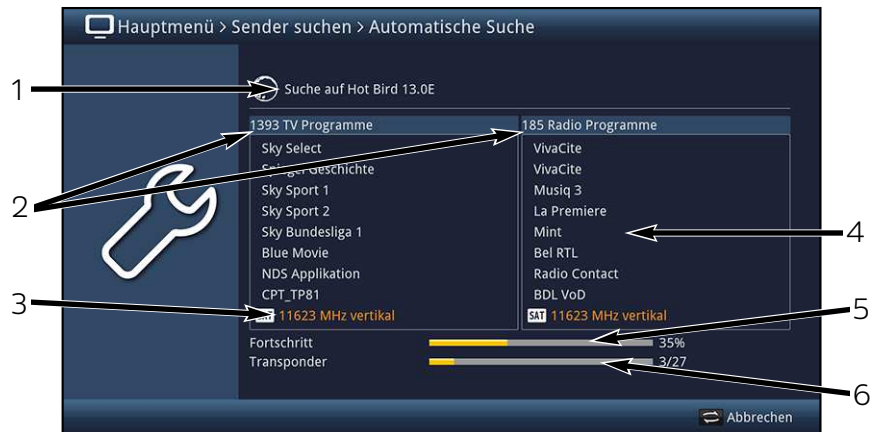 Hauptmenü > Sender suchen > Automatische Suche
1
Suche auf Hot Bird 13.0E
1393 TV Programme
185 Radio Programme
Sky Select
VivaCite
Spiegel Geschichte
VivaCite
2
Sky Sport 1
Musiq 3
Sky Sport 2
La Premiere
Sky Bundesliga 1
Mint
4
Blue Movie
Bel RTL
NDS Applikation
Radio Contact
CPT_TP81
BDL VoD
3
SAT 11623 MHz vertikal
SAT 11623 MHz vertikal
5
Fortschritt
35%
Transponder
3/27
6
Abbrechen